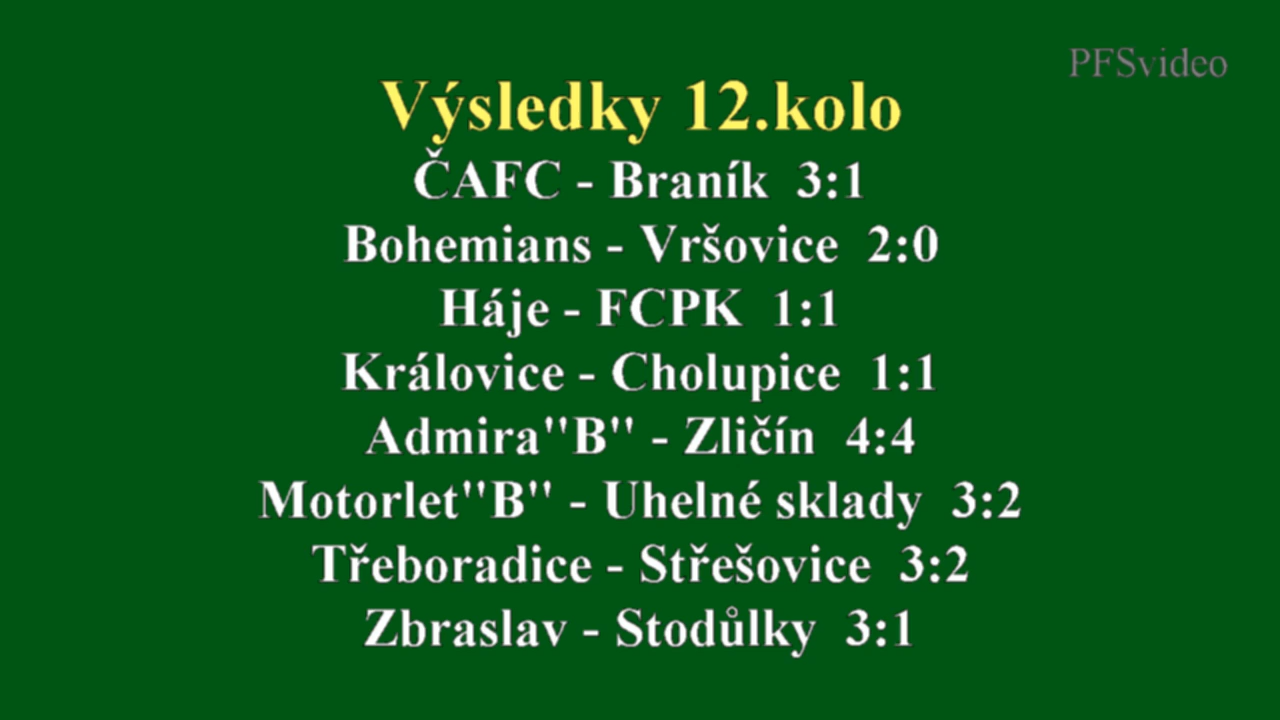 PFSvideo
Výsledky 12.kolo
ČAFC - Braník 3:1
Bohemians - Vršovice 2:0
Háje - FCPK 1:1
Královice - Cholupice 1:1
Admira"B" - Zličín 4:4
Motorlet"B" - Uhelné sklady 3:2
Třeboradice - Střešovice 3:2
Zbraslav - Stodůlky 3:1